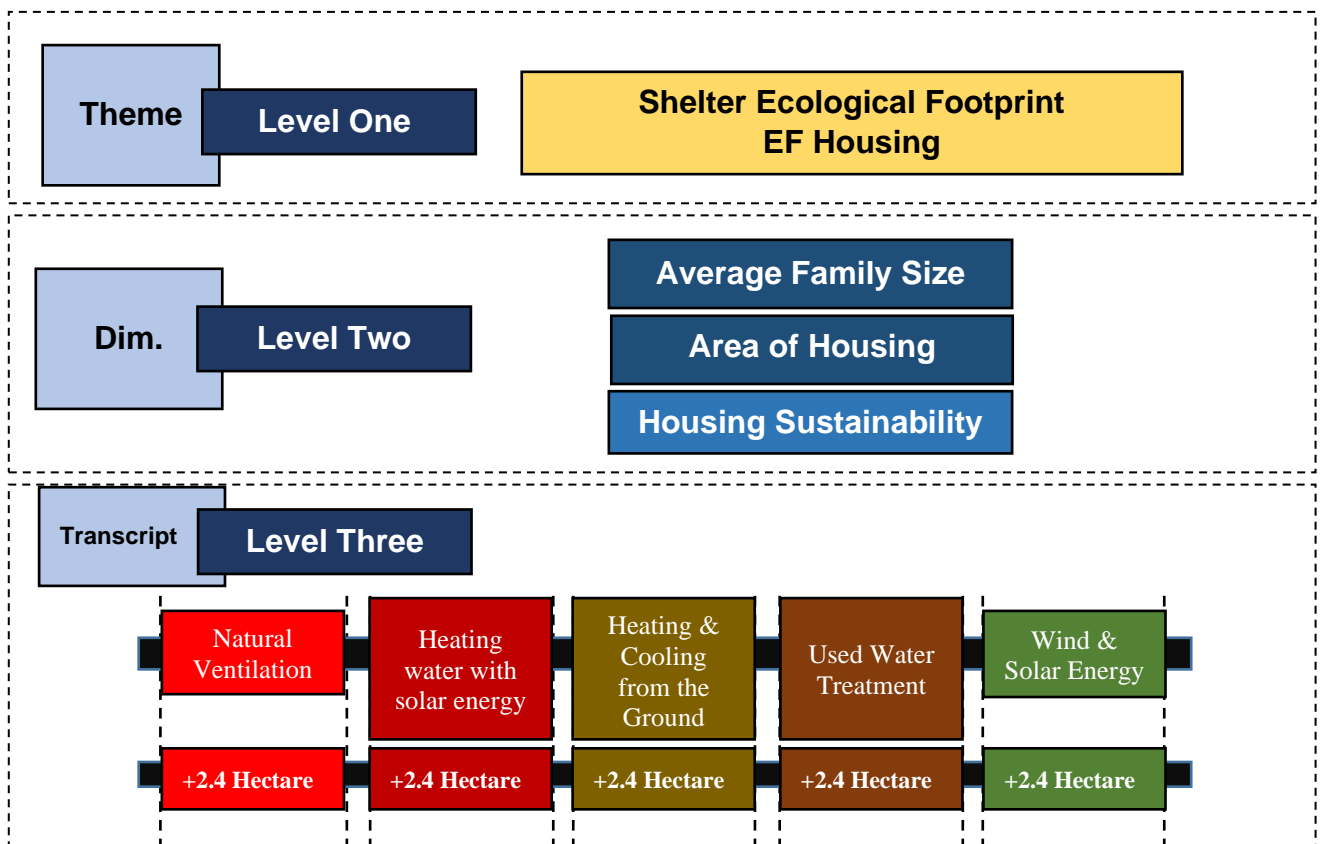 Theme
Level One
Shelter Ecological Footprint
EF Housing
Dim.
Level Two
Average Family Size
Area of Housing
Housing Sustainability
Transcript
Level Three
Natural
Ventilation
Heating
water with
solar energy
Heating &
Cooling
from the
Ground
Used Water
Treatment
Wind &
Solar Energy
+2.4 Hectare
+2.4 Hectare
+2.4 Hectare
+2.4 Hectare
+2.4 Hectare